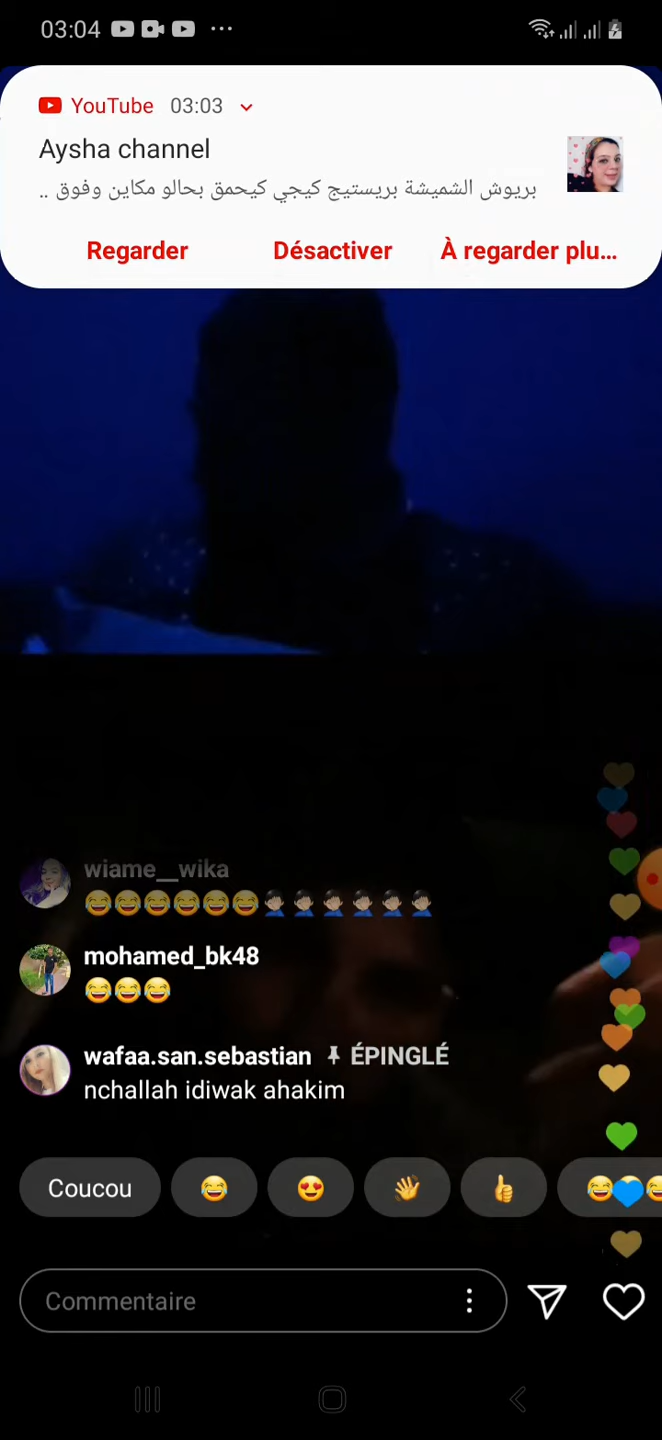 03:04
YouTube 03:03
Aysha channel
بريوش الشميشة بريستيج كيجي كيحمق بحالو مكاين وفوق ..
Regarder Désactiver À regarder plu...
wiame__wika
😂😂😂😂😂😂🤦🏻‍♂️🤦🏻‍♂️🤦🏻‍♂️🤦🏻‍♂️🤦🏻‍♂️🤦🏻‍♂️
mohamed_bk48
😂😂😂
wafaa.san.sebastian ÉPINGLÉ
nchallah idiwak ahakim
Coucou 😂 😍 👋 👍 😂
Commentaire